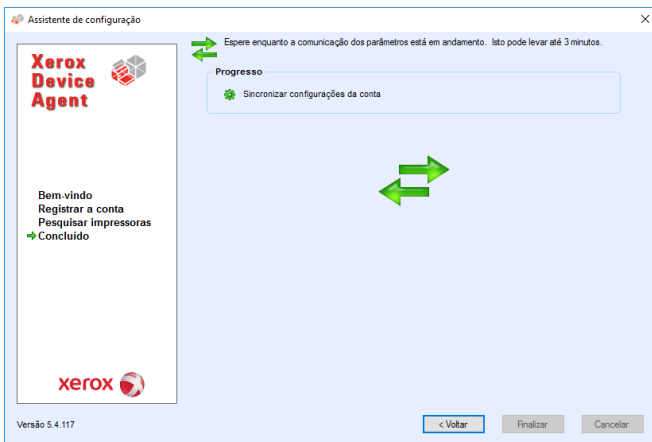 Assistente de configuração
Xerox
Device
Agent
Bem-vindo
Registrar a conta
Pesquisar impressoras
Concluído
xerox
Espere enquanto a comunicação dos parâmetros está em andamento. Isto pode levar até 3 minutos.
Progresso
Sincronizar configurações da conta
Versão 5.4.117
< Voltar
Finalizar
Cancelar